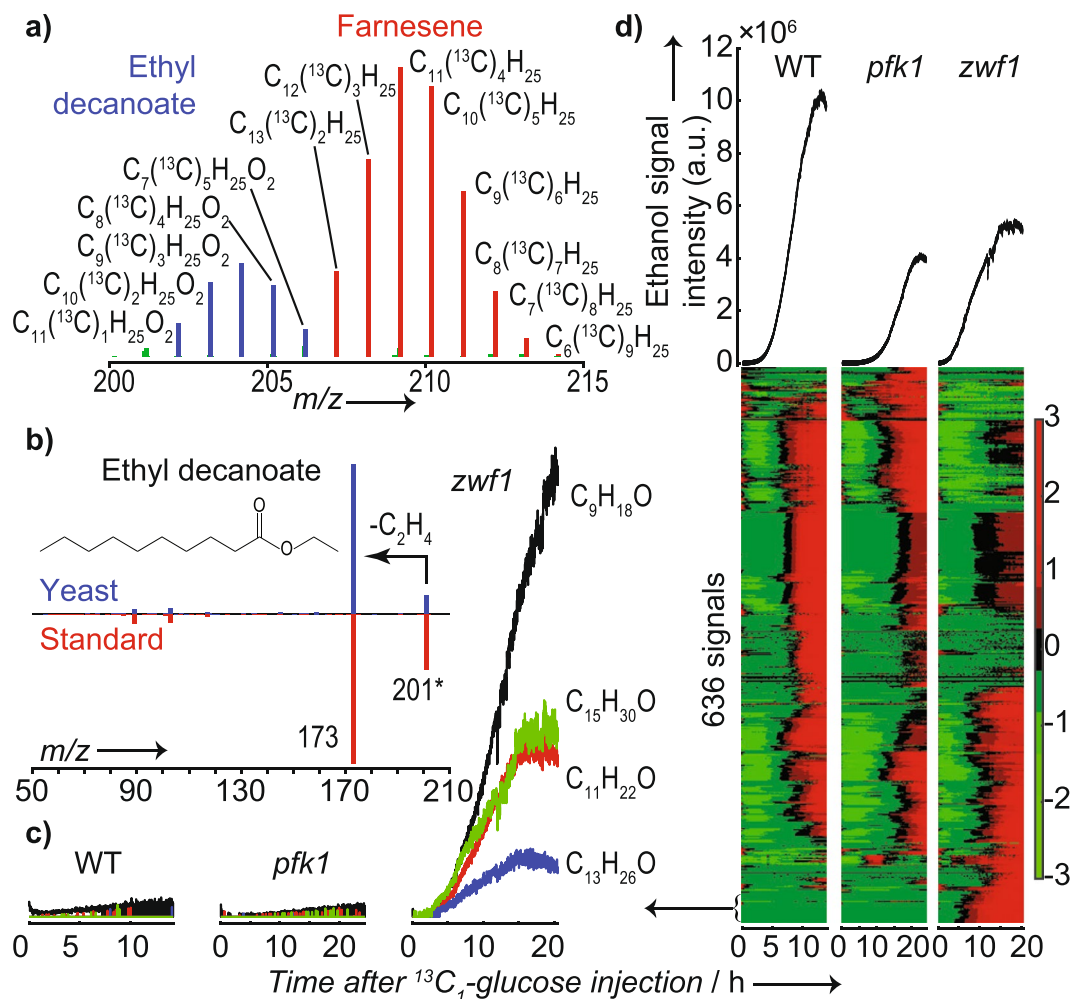 a)
Farnesene
Ethyl
decanoate
C₁₂(¹³C)₃H₂₅
C₁₁(¹³C)₄H₂₅
C₁₃(¹³C)₂H₂₅
C₁₀(¹³C)₅H₂₅
C₇(¹³C)₅H₂₅O₂
C₉(¹³C)₆H₂₅
C₈(¹³C)₄H₂₅O₂
C₉(¹³C)₃H₂₅O₂
C₈(¹³C)₇H₂₅
C₁₀(¹³C)₂H₂₅O₂
C₇(¹³C)₈H₂₅
C₁₁(¹³C)₁H₂₅O₂
C₆(¹³C)₉H₂₅
200 205 210 215
m/z
b)
Ethyl decanoate
O
O
-C₂H₄
Yeast
Standard
201*
173
m/z
50 90 130 170 210
c)
WT
pfk1
zwf1
C₉H₁₈O
C₁₅H₃₀O
C₁₁H₂₂O
C₁₃H₂₆O
0 5 10
0 10 20
0 10 20
Time after ¹³C₁-glucose injection / h
d)
×10⁶
WT pfk1 zwf1
Ethanol signal
intensity (a.u.)
12
10
8
6
4
2
0
636 signals
3
2
1
0
-1
-2
-3
0 10
0 10 20
0 10 20